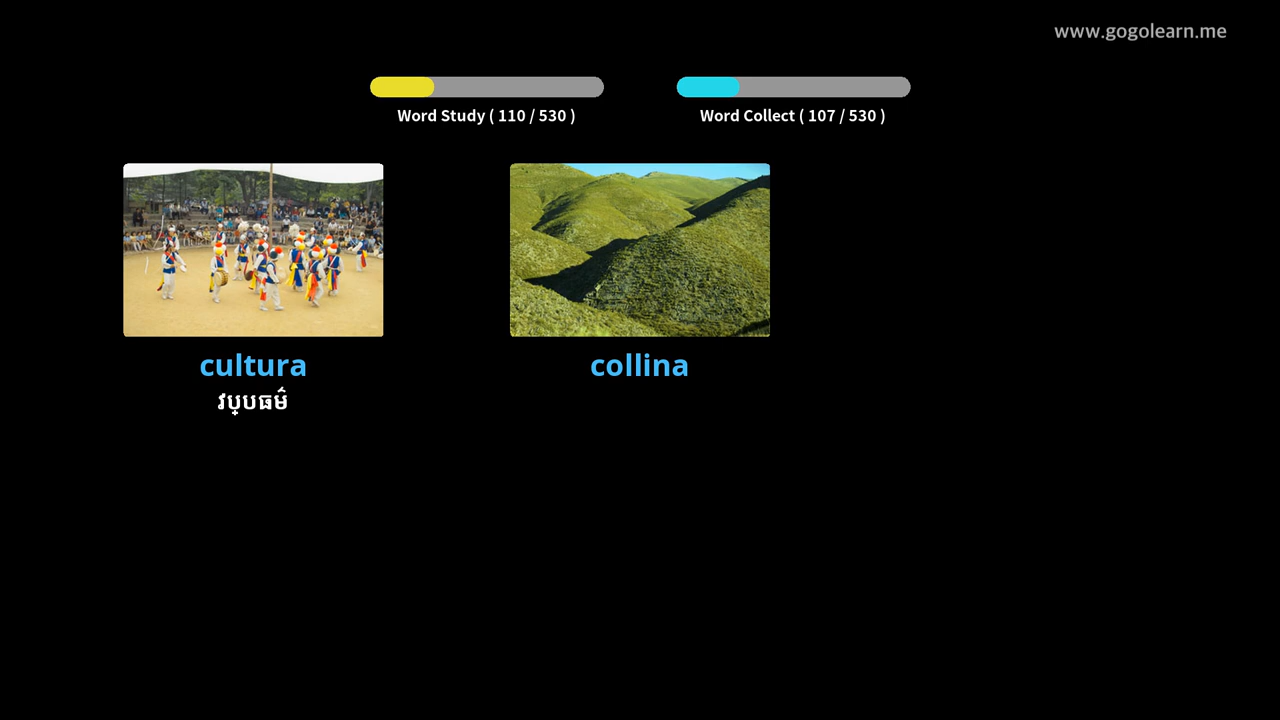 www.gogolearn.me
Word Study ( 110 / 530 )
Word Collect ( 107 / 530 )
cultura
វប្បធម៌
collina